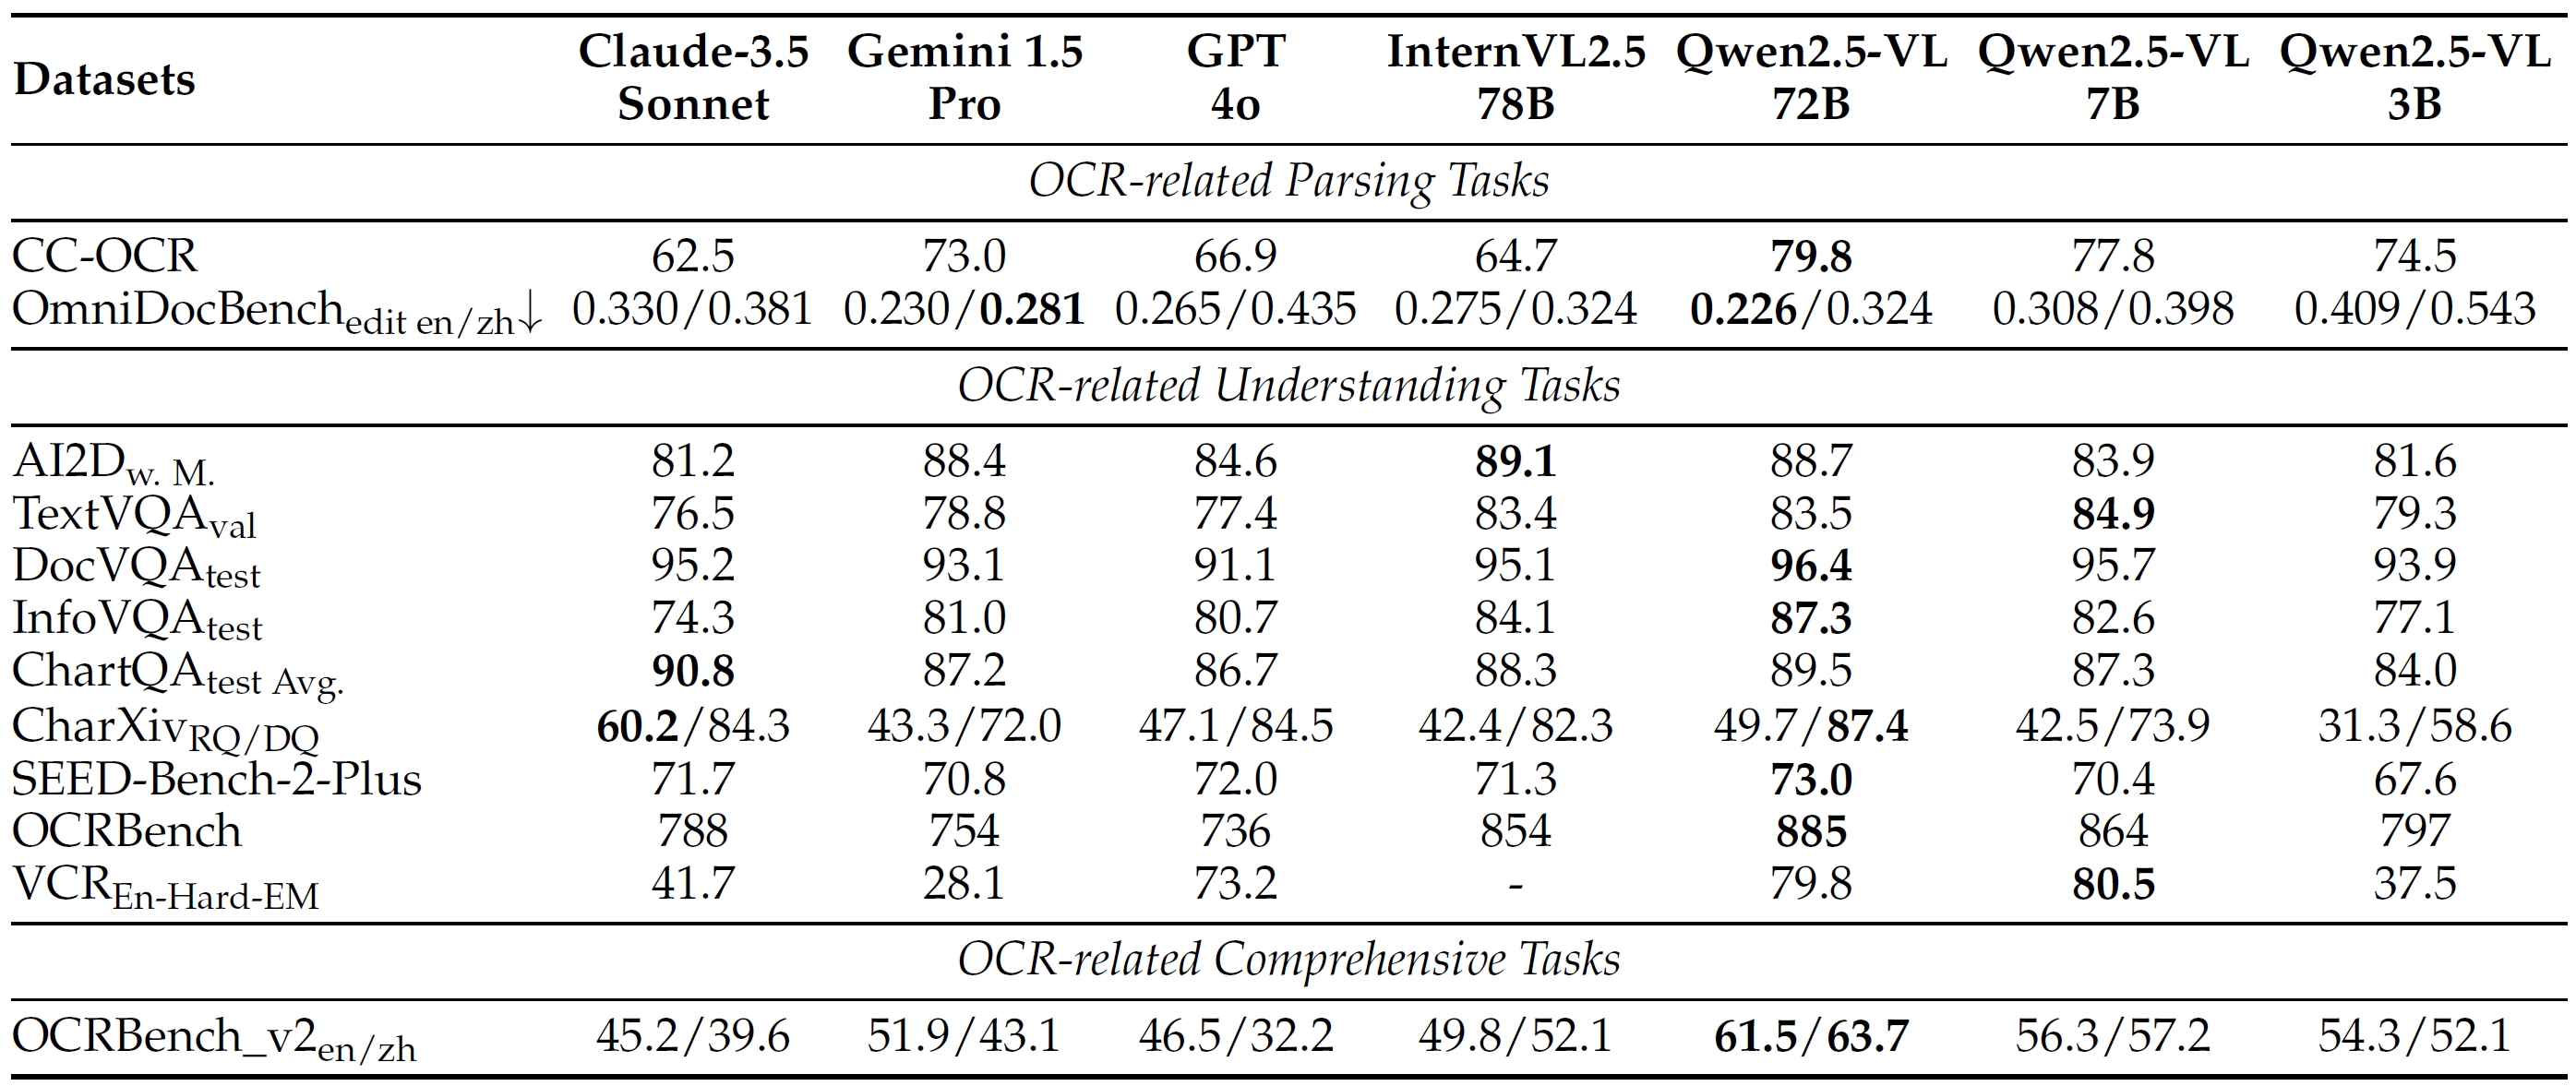 Datasets Claude-3.5 Sonnet Gemini 1.5 Pro GPT 4o InternVL2.5 78B Qwen2.5-VL 72B Qwen2.5-VL 7B Qwen2.5-VL 3B
OCR-related Parsing Tasks
CC-OCR 62.5 73.0 66.9 64.7 79.8 77.8 74.5
OmniDocBench edit en/zh↓ 0.330/0.381 0.230/0.281 0.265/0.435 0.275/0.324 0.226/0.324 0.308/0.398 0.409/0.543
OCR-related Understanding Tasks
AI2D w. M. 81.2 88.4 84.6 89.1 88.7 83.9 81.6
TextVQA val 76.5 78.8 77.4 83.4 83.5 84.9 79.3
DocVQA test 95.2 93.1 91.1 95.1 96.4 95.7 93.9
InfoVQA test 74.3 81.0 80.7 84.1 87.3 82.6 77.1
ChartQA test Avg. 90.8 87.2 86.7 88.3 89.5 87.3 84.0
CharXiv RQ/DQ 60.2/84.3 43.3/72.0 47.1/84.5 42.4/82.3 49.7/87.4 42.5/73.9 31.3/58.6
SEED-Bench-2-Plus 71.7 70.8 72.0 71.3 73.0 70.4 67.6
OCRBench 788 754 736 854 885 864 797
VCR En-Hard-EM 41.7 28.1 73.2 - 79.8 80.5 37.5
OCR-related Comprehensive Tasks
OCRBench_v2 en/zh 45.2/39.6 51.9/43.1 46.5/32.2 49.8/52.1 61.5/63.7 56.3/57.2 54.3/52.1